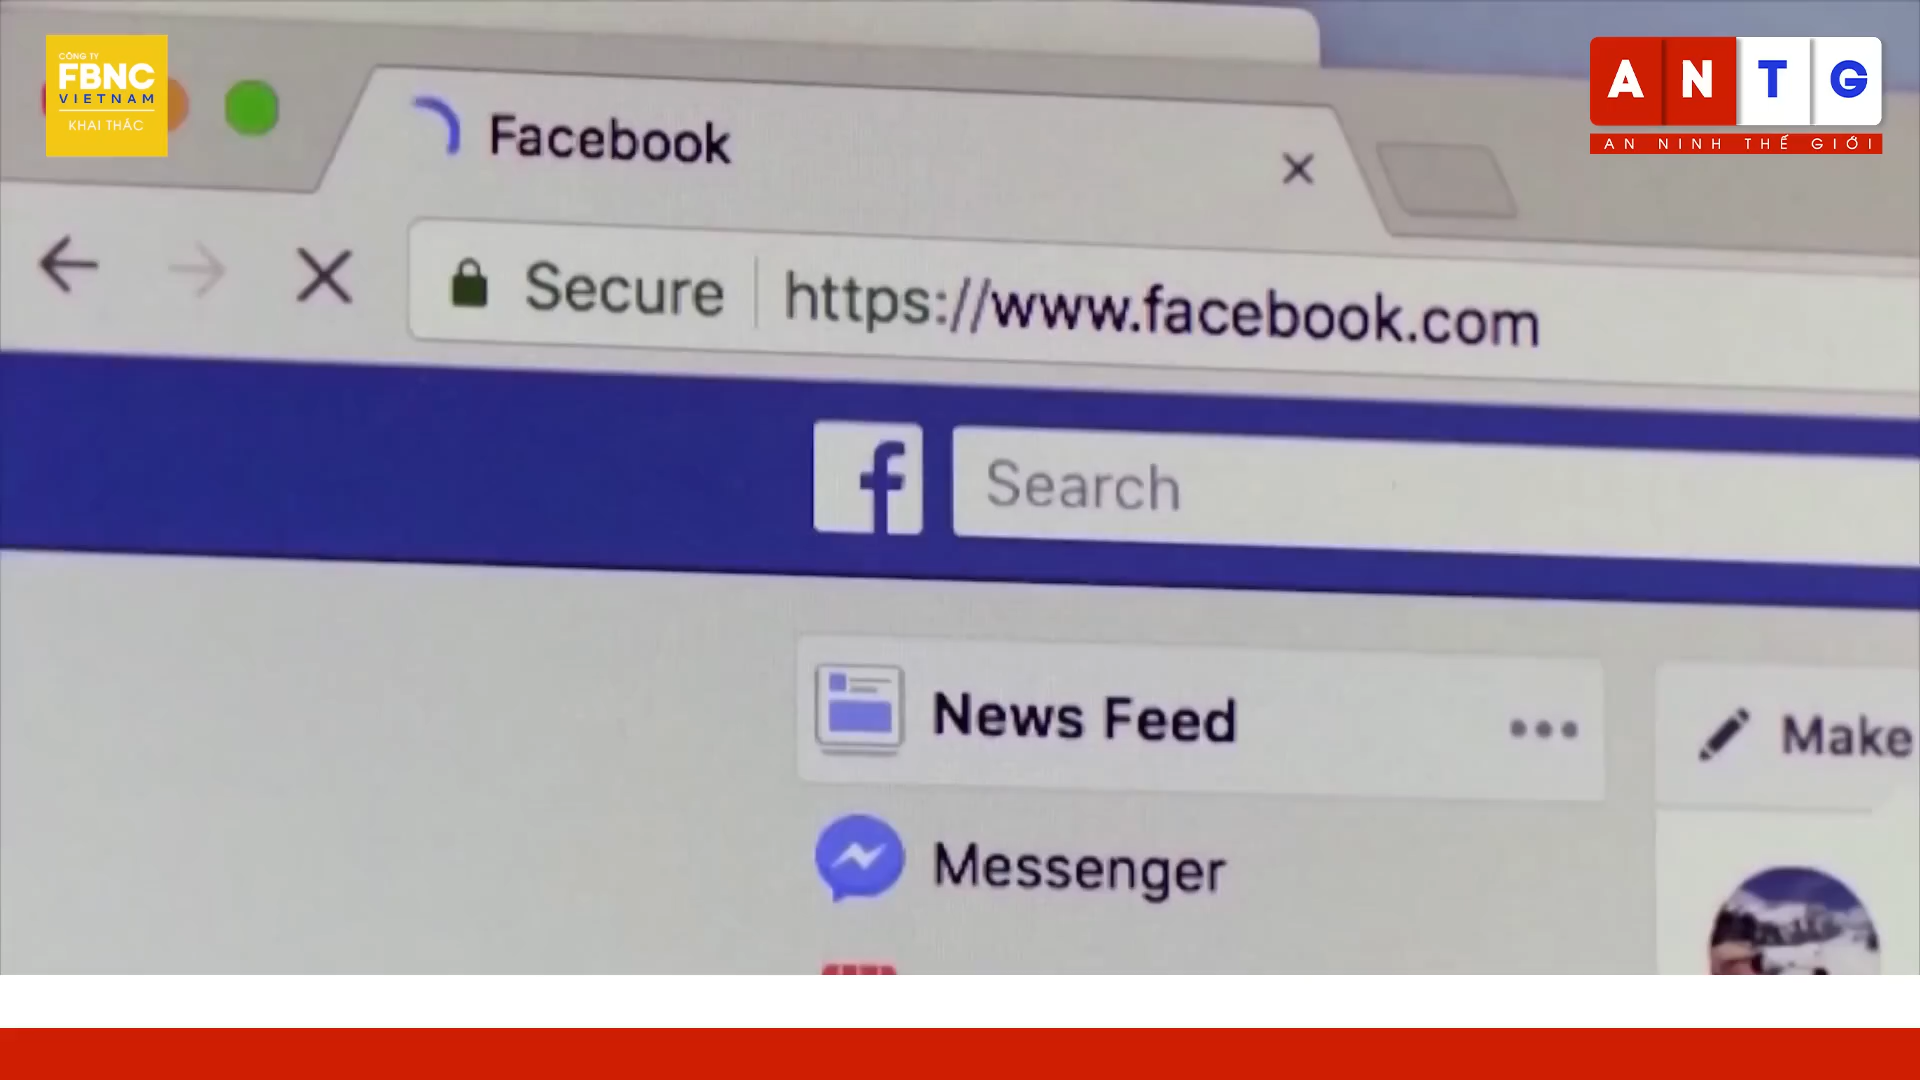 CÔNG TY
FBNC
VIETNAM
KHAI THÁC
ANTG
AN NINH THẾ GIỚI
Facebook
Secure
https://www.facebook.com
f
Search
News Feed
Make
Messenger